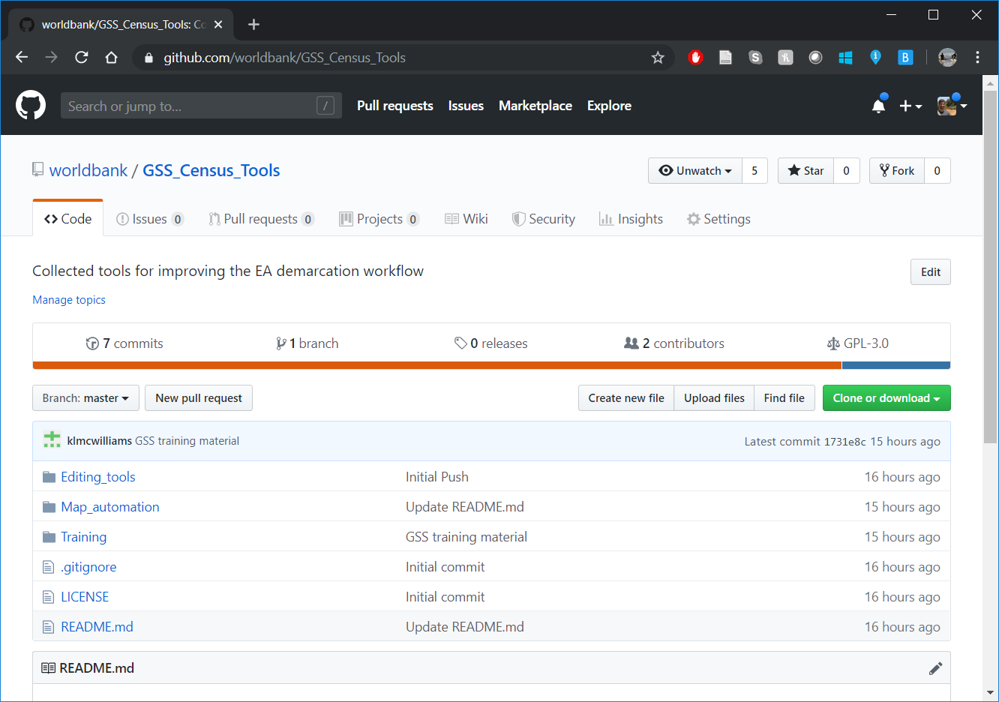 worldbank/GSS_Census_Tools: Co
github.com/worldbank/GSS_Census_Tools
Search or jump to... / Pull requests Issues Marketplace Explore
worldbank / GSS_Census_Tools Unwatch 5 Star 0 Fork 0
Code Issues 0 Pull requests 0 Projects 0 Wiki Security Insights Settings
Collected tools for improving the EA demarcation workflow Edit
Manage topics
7 commits 1 branch 0 releases 2 contributors GPL-3.0
Branch: master New pull request Create new file Upload files Find file Clone or download
klmcwilliams GSS training material Latest commit 1731e8c 15 hours ago
Editing_tools Initial Push 16 hours ago
Map_automation Update README.md 15 hours ago
Training GSS training material 15 hours ago
.gitignore Initial commit 16 hours ago
LICENSE Initial commit 16 hours ago
README.md Update README.md 16 hours ago
README.md